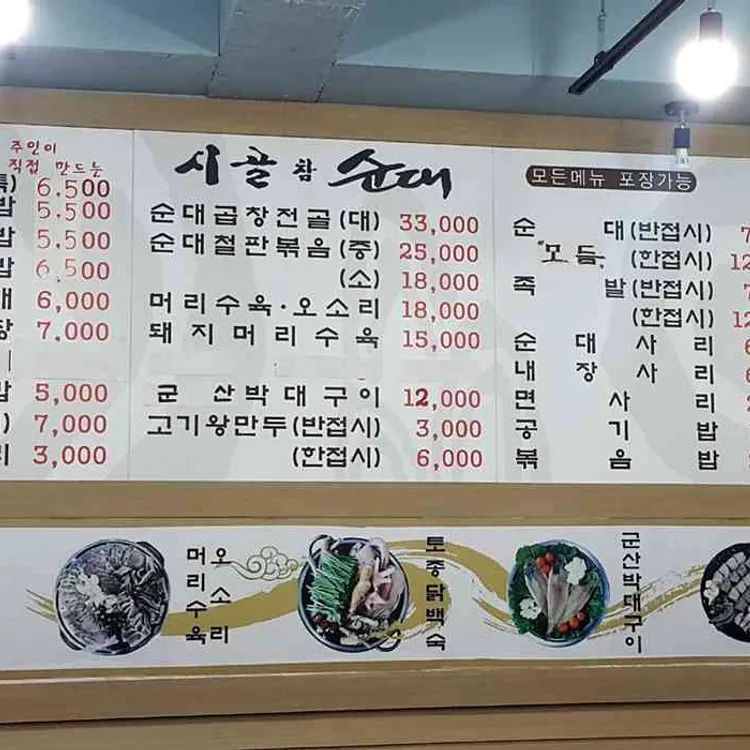 주인이
직접 만드는
6.500
밥 5.500
밥 5.500
밥 6,500
6,000
7,000
밥 5,000
7,000
리 3,000
시골참순대
순대곱창전골(대) 33,000
순대철판볶음(중) 25,000
(소) 18,000
머리수육·오소리 18,000
돼지머리수육 15,000
군산박대구이 12,000
고기왕만두(반접시) 3,000
(한접시) 6,000
모든메뉴 포장가능
순 대(반접시)
"모듬" (한접시)
족 발(반접시)
(한접시)
순대사리
내장사리
면사리
공기밥
볶음밥
오소리
머리수육
토종닭백숙
군산박대구이